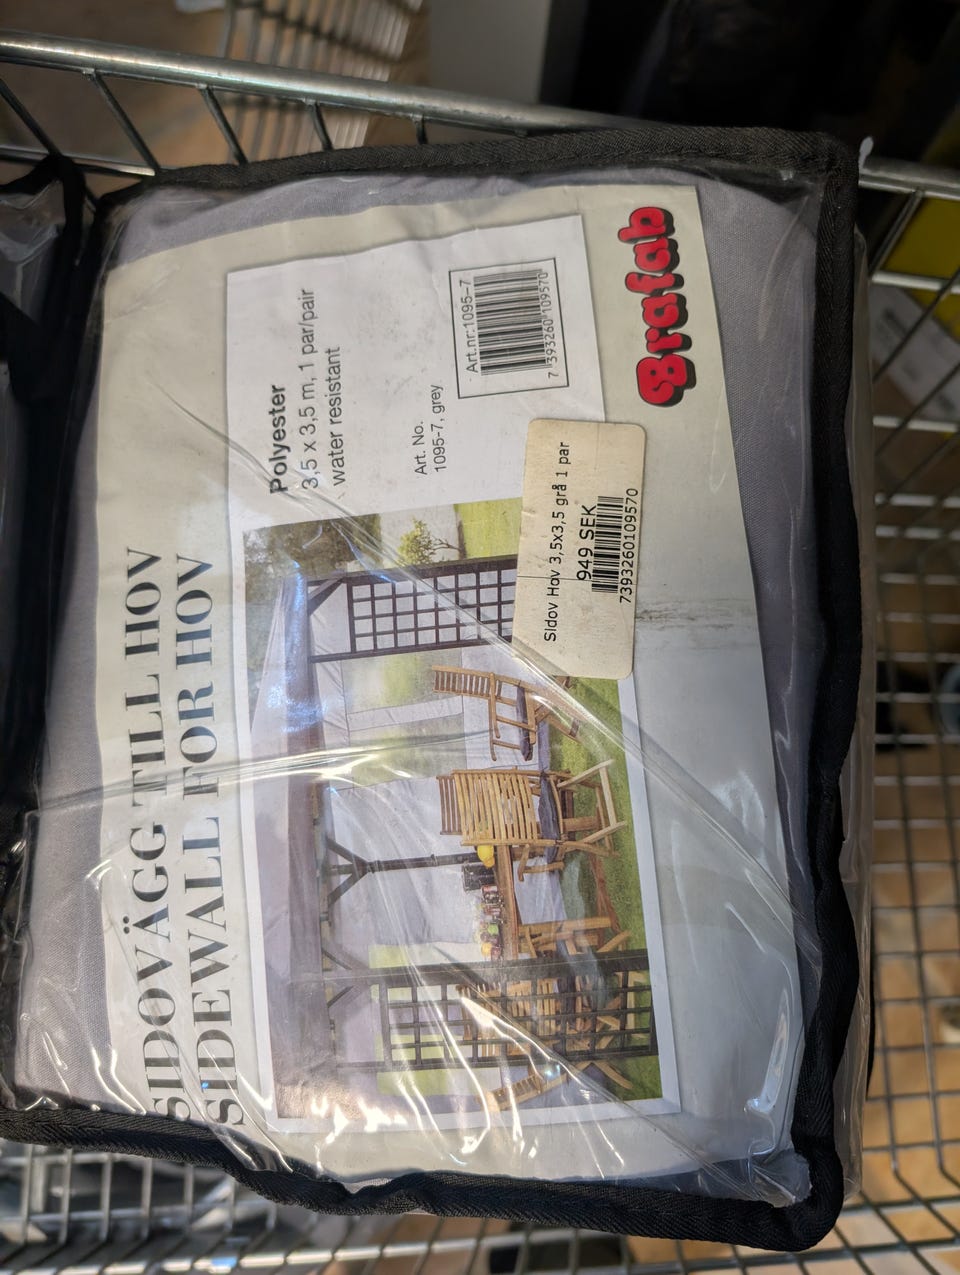 SIDOVÄGG TILL HOV
SIDEWALL FOR HOV
Polyester
3,5 x 3,5 m, 1 par/pair
water resistant
Art. No.
1095-7, grey
Art.nr:1095-7
7 393260 109570
Brafab
Sidov Hov 3,5x3,5 grå 1 par
949 SEK
7393260109570